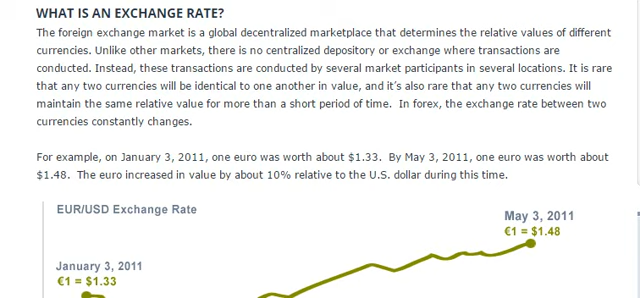 WHAT IS AN EXCHANGE RATE?
The foreign exchange market is a global decentralized marketplace that determines the relative values of different
currencies. Unlike other markets, there is no centralized depository or exchange where transactions are
conducted. Instead, these transactions are conducted by several market participants in several locations. It is rare
that any two currencies will be identical to one another in value, and it's also rare that any two currencies will
maintain the same relative value for more than a short period of time.  In forex, the exchange rate between two
currencies constantly changes.
For example, on January 3, 2011, one euro was worth about $1.33.  By May 3, 2011, one euro was worth about
$1.48.  The euro increased in value by about 10% relative to the U.S. dollar during this time.
EUR/USD Exchange Rate
May 3, 2011
€1 = $1.48
January 3, 2011
€1 = $1.33